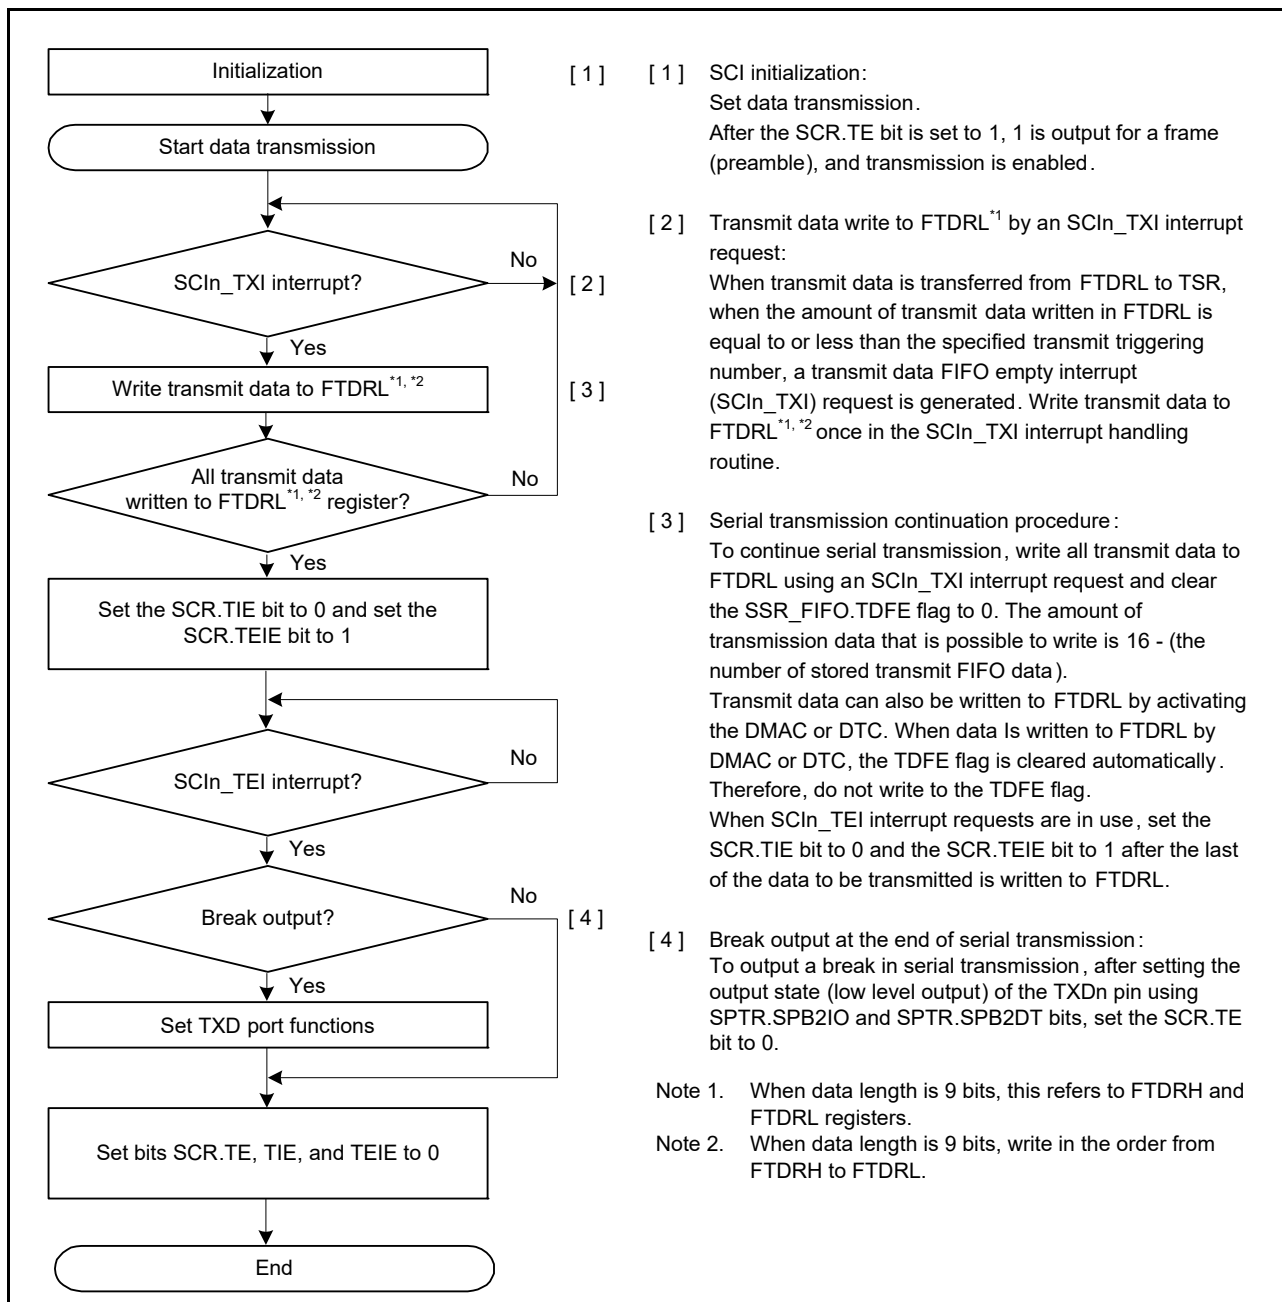 Initialization
[ 1 ]
Start data transmission
No
SCIn_TXI interrupt?
[ 2 ]
Yes
Write transmit data to FTDRL*1, *2
[ 3 ]
All transmit data
written to FTDRL*1, *2 register?
No
Yes
Set the SCR.TIE bit to 0 and set the
SCR.TEIE bit to 1
No
SCIn_TEI interrupt?
Yes
No
Break output?
[ 4 ]
Yes
Set TXD port functions
Set bits SCR.TE, TIE, and TEIE to 0
End
[ 1 ] SCI initialization:
Set data transmission.
After the SCR.TE bit is set to 1, 1 is output for a frame
(preamble), and transmission is enabled.
[ 2 ] Transmit data write to FTDRL*1 by an SCIn_TXI interrupt
request:
When transmit data is transferred from FTDRL to TSR,
when the amount of transmit data written in FTDRL is
equal to or less than the specified transmit triggering
number, a transmit data FIFO empty interrupt
(SCIn_TXI) request is generated. Write transmit data to
FTDRL*1, *2 once in the SCIn_TXI interrupt handling
routine.
[ 3 ] Serial transmission continuation procedure:
To continue serial transmission, write all transmit data to
FTDRL using an SCIn_TXI interrupt request and clear
the SSR_FIFO.TDFE flag to 0. The amount of
transmission data that is possible to write is 16 - (the
number of stored transmit FIFO data).
Transmit data can also be written to FTDRL by activating
the DMAC or DTC. When data Is written to FTDRL by
DMAC or DTC, the TDFE flag is cleared automatically.
Therefore, do not write to the TDFE flag.
When SCIn_TEI interrupt requests are in use, set the
SCR.TIE bit to 0 and the SCR.TEIE bit to 1 after the last
of the data to be transmitted is written to FTDRL.
[ 4 ] Break output at the end of serial transmission:
To output a break in serial transmission, after setting the
output state (low level output) of the TXDn pin using
SPTR.SPB2IO and SPTR.SPB2DT bits, set the SCR.TE
bit to 0.
Note 1. When data length is 9 bits, this refers to FTDRH and
FTDRL registers.
Note 2. When data length is 9 bits, write in the order from
FTDRH to FTDRL.